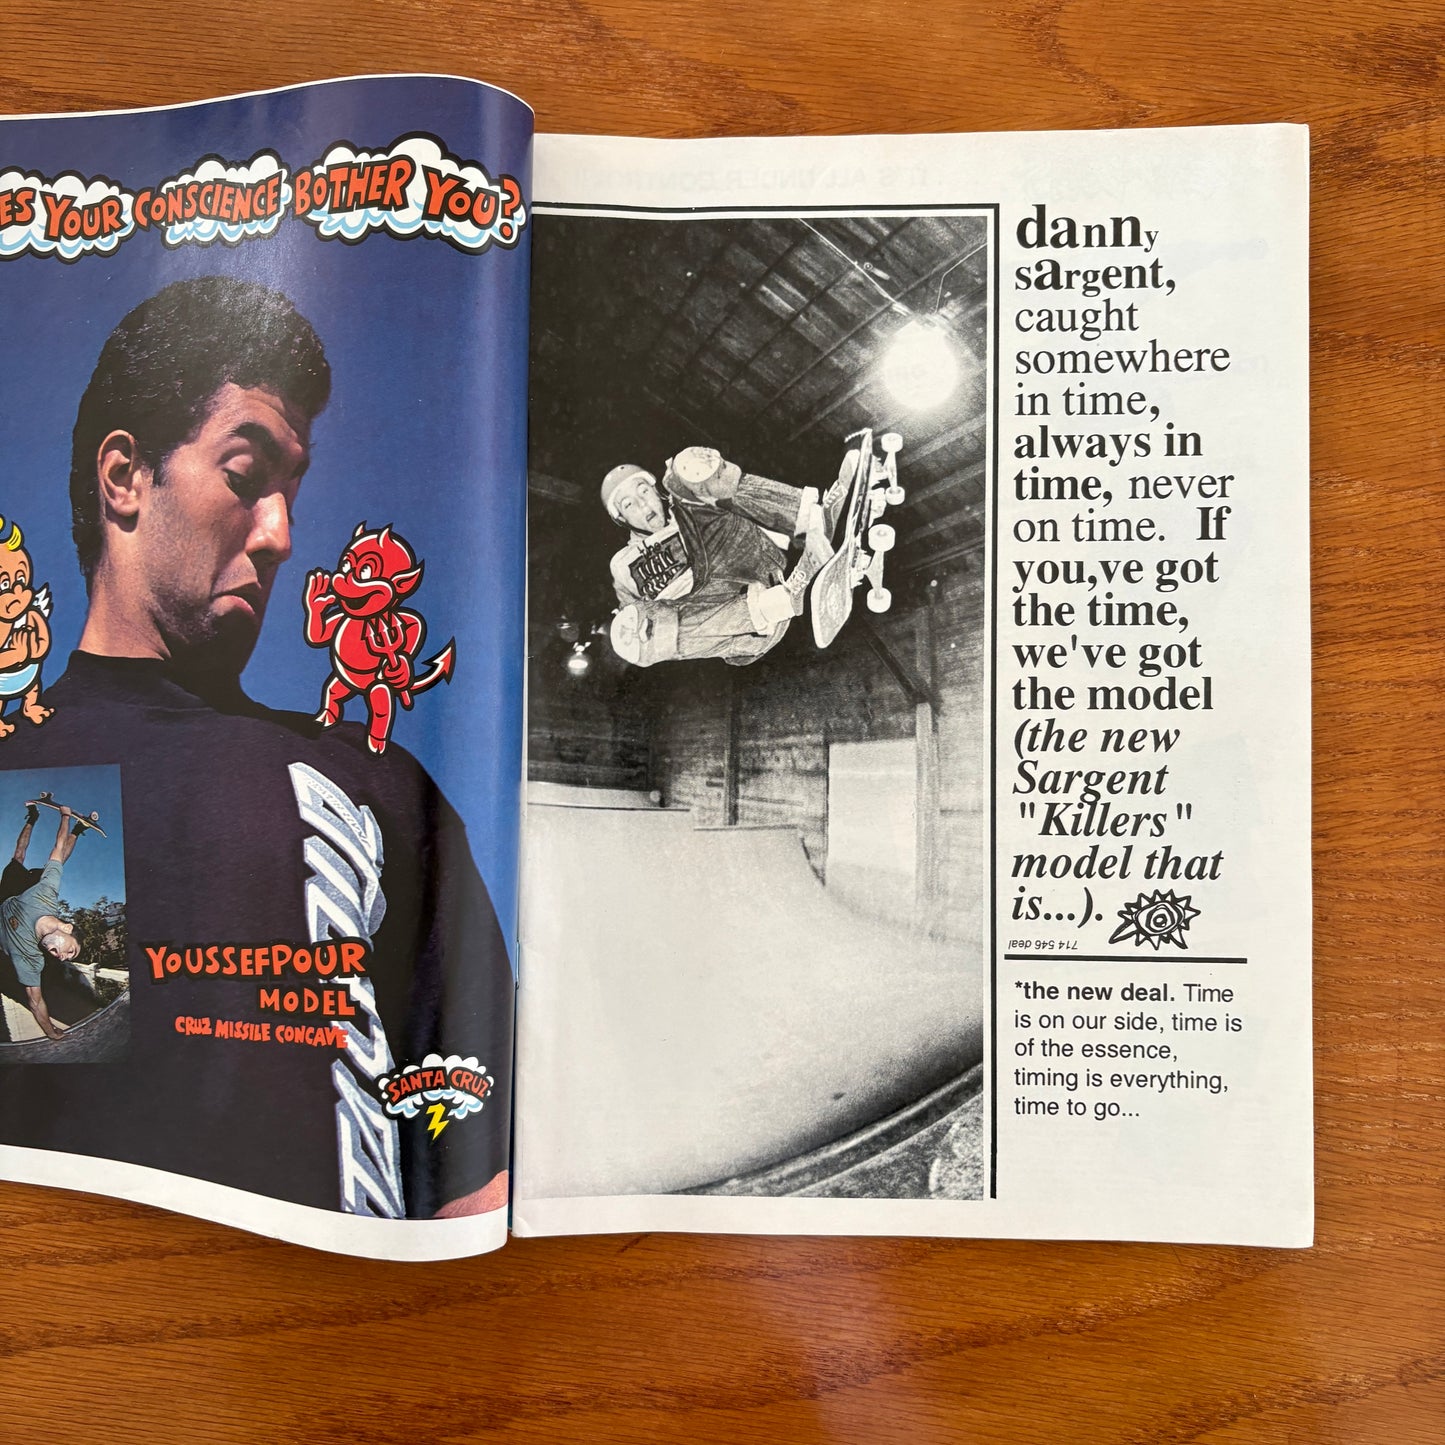 ES YOUR CONSCIENCE BOTHER YOU?
YOUSSEFPOUR
MODEL
CRUZ MISSILE CONCAVE
SANTA CRUZ
danny
sargent,
caught
somewhere
in time,
always in
time, never
on time. If
you,ve got
the time,
we've got
the model
(the new
Sargent
"Killers"
model that
is...).
714 546 deal
*the new deal. Time
is on our side, time is
of the essence,
timing is everything,
time to go...